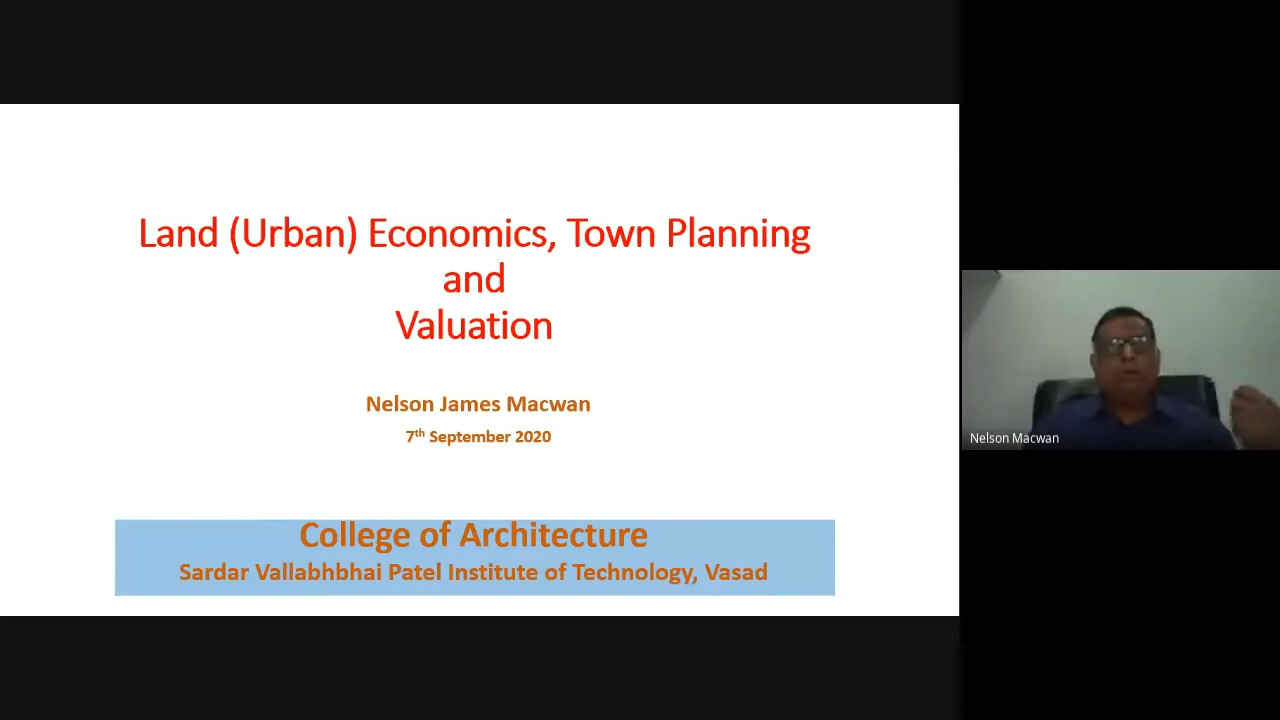 Land (Urban) Economics, Town Planning
and
Valuation
Nelson James Macwan
7th September 2020
College of Architecture
Sardar Vallabhbhai Patel Institute of Technology, Vasad
Nelson Macwan